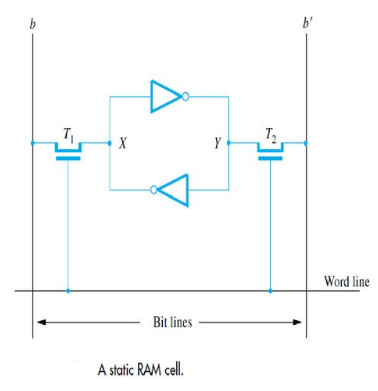 b b′
T1 X Y T2
Word line
Bit lines
A static RAM cell.